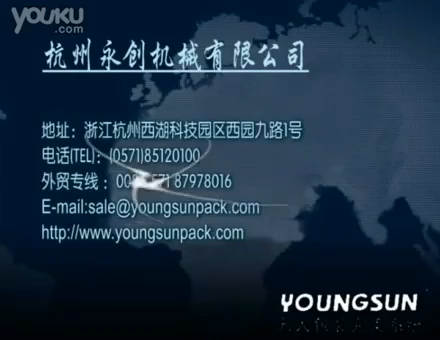 YOUKU
.com
杭州永创机械有限公司
地址：浙江杭州西湖科技园区西园九路1号
电话(TEL)：(0571)85120100
外贸专线： 571 87978016
E-mail:sale@youngsunpack.com
http://www.youngsunpack.com
YOUNGSUN